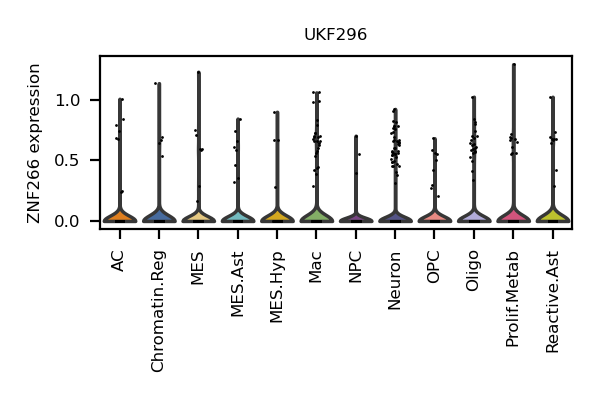 UKF296
ZNF266 expression
1.0
0.5
0.0
AC
Chromatin.Reg
MES
MES.Ast
MES.Hyp
Mac
NPC
Neuron
OPC
Oligo
Prolif.Metab
Reactive.Ast